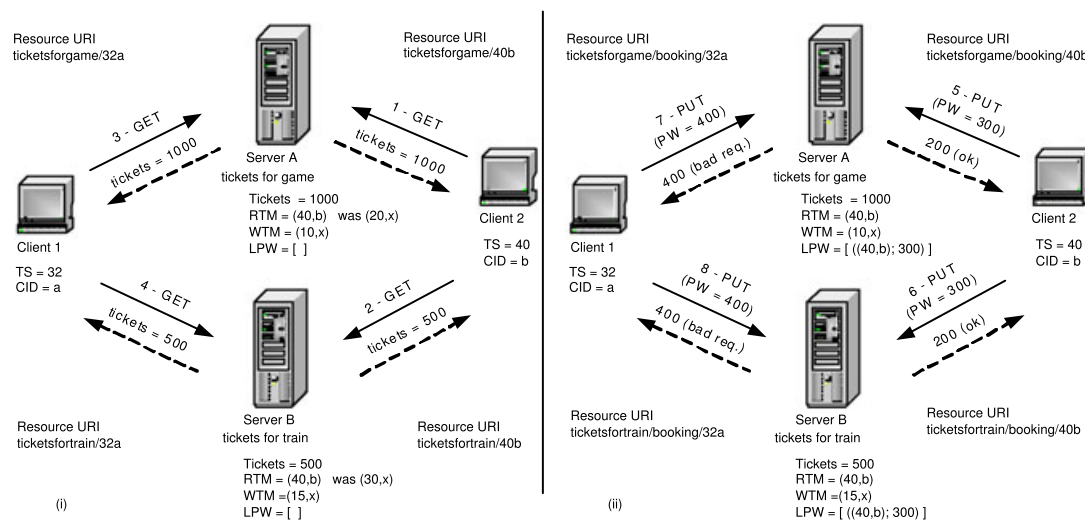 Resource URI
ticketsforgame/32a
Resource URI
ticketsforgame/40b
3 - GET
tickets = 1000
1 - GET
tickets = 1000
Server A
tickets for game
Tickets = 1000
RTM = (40,b) was (20,x)
WTM = (10,x)
LPW = [ ]
Client 1
TS = 32
CID = a
Client 2
TS = 40
CID = b
4 - GET
tickets = 500
2 - GET
tickets = 500
Server B
tickets for train
Tickets = 500
RTM = (40,b) was (30,x)
WTM =(15,x)
LPW = [ ]
Resource URI
ticketsfortrain/32a
Resource URI
ticketsfortrain/40b
(i)
Resource URI
ticketsforgame/booking/32a
Resource URI
ticketsforgame/booking/40b
7 - PUT
(PW = 400)
400 (bad req.)
5 - PUT
(PW = 300)
200 (ok)
Server A
tickets for game
Tickets = 1000
RTM = (40,b)
WTM = (10,x)
LPW = [ ((40,b); 300) ]
Client 1
TS = 32
CID = a
Client 2
TS = 40
CID = b
8 - PUT
(PW = 400)
400 (bad req.)
6 - PUT
(PW = 300)
200 (ok)
Server B
tickets for train
Tickets = 500
RTM = (40,b)
WTM =(15,x)
LPW = [ ((40,b); 300) ]
Resource URI
ticketsfortrain/booking/32a
Resource URI
ticketsfortrain/booking/40b
(ii)